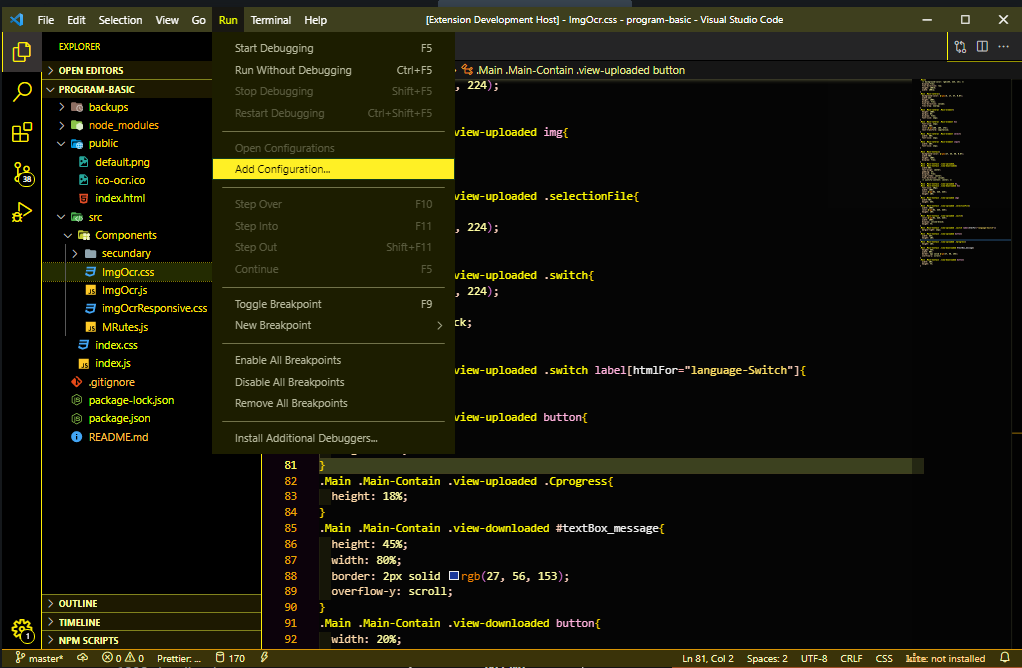 File Edit Selection View Go Run Terminal Help [Extension Development Host] - ImgOcr.css - program-basic - Visual Studio Code
EXPLORER
OPEN EDITORS
PROGRAM-BASIC
backups
node_modules
public
default.png
ico-ocr.ico
index.html
src
Components
secundary
ImgOcr.css
ImgOcr.js
imgOcrResponsive.css
MRutes.js
index.css
index.js
.gitignore
package-lock.json
package.json
README.md
OUTLINE
TIMELINE
NPM SCRIPTS
38
1
Start Debugging F5
Run Without Debugging Ctrl+F5
Stop Debugging Shift+F5
Restart Debugging Ctrl+Shift+F5
Open Configurations
Add Configuration...
Step Over F10
Step Into F11
Step Out Shift+F11
Continue F5
Toggle Breakpoint F9
New Breakpoint
Enable All Breakpoints
Disable All Breakpoints
Remove All Breakpoints
Install Additional Debuggers...
.Main .Main-Contain .view-uploaded button
, 224);
view-uploaded img{
view-uploaded .selectionFile{
, 224);
view-uploaded .switch{
, 224);
ck;
view-uploaded .switch label[htmlFor="language-Switch"]{
view-uploaded button{
81 }
82 .Main .Main-Contain .view-uploaded .Cprogress{
83 height: 18%;
84 }
85 .Main .Main-Contain .view-downloaded #textBox_message{
86 height: 45%;
87 width: 80%;
88 border: 2px solid rgb(27, 56, 153);
89 overflow-y: scroll;
90 }
91 .Main .Main-Contain .view-downloaded button{
92 width: 20%;
master* 0 0 Prettier: ... 170 Ln 81, Col 2 Spaces: 2 UTF-8 CRLF CSS kite: not installed